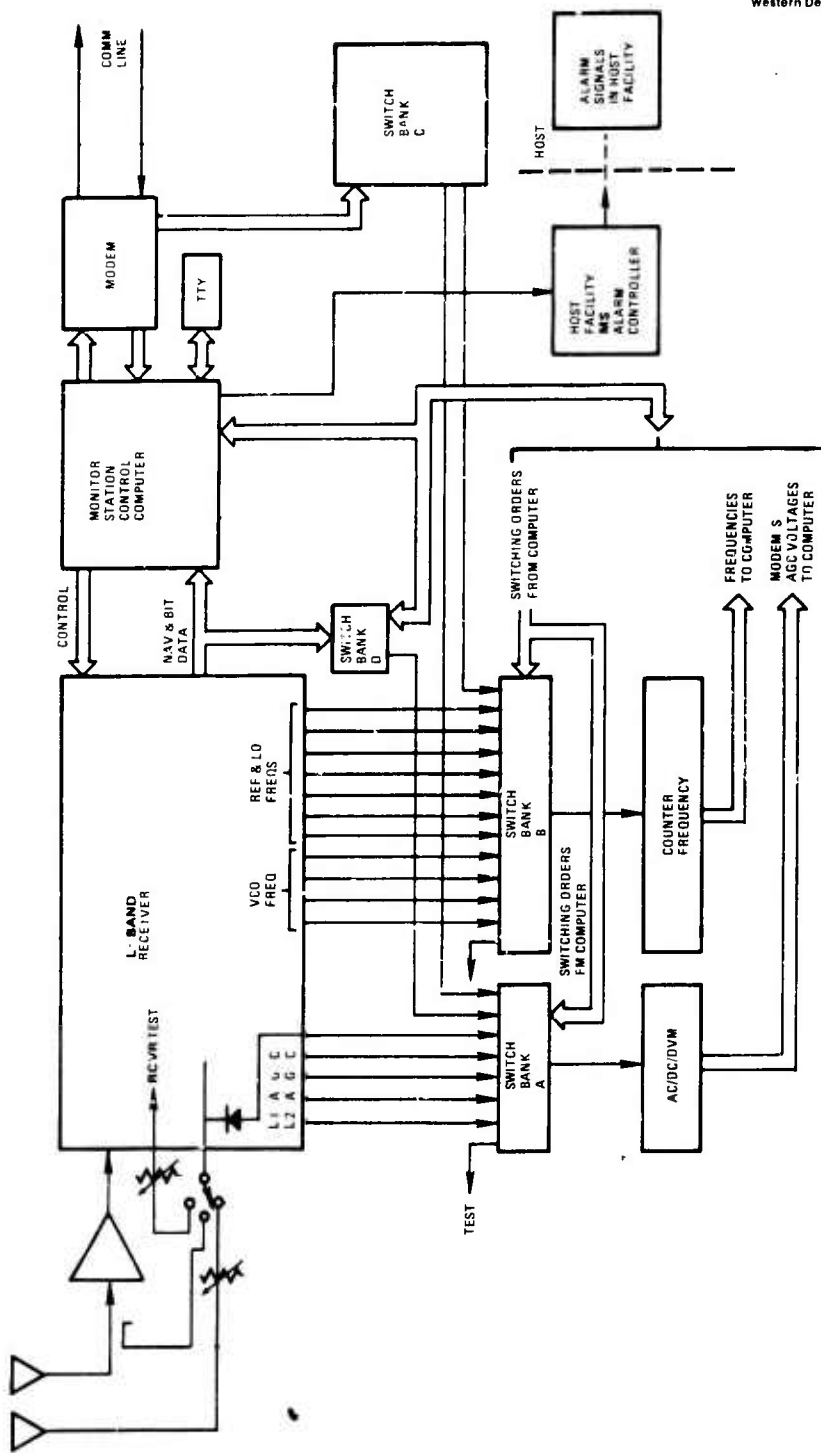 Western De
COMM
LINE
MODEM
SWITCH
BANK
C
ALARM
SIGNALS
IN HOST
FACILITY
HOST
TTY
HOST
FACILITY
MS
ALARM
CONTROLLER
MONITOR
STATION
CONTROL
COMPUTER
CONTROL
NAV & BIT
DATA
SWITCH
BANK
D
SWITCHING ORDERS
FROM COMPUTER
FREQUENCIES
TO COMPUTER
MODEM S
AGC VOLTAGES
TO COMPUTER
L-BAND
RECEIVER
REF & LO
FREQS
VCO
FREQ
RCVR TEST
L1 A G C
L2 A G C
SWITCH
BANK
B
COUNTER
FREQUENCY
SWITCHING ORDERS
FM COMPUTER
SWITCH
BANK
A
AC/DC/DVM
TEST